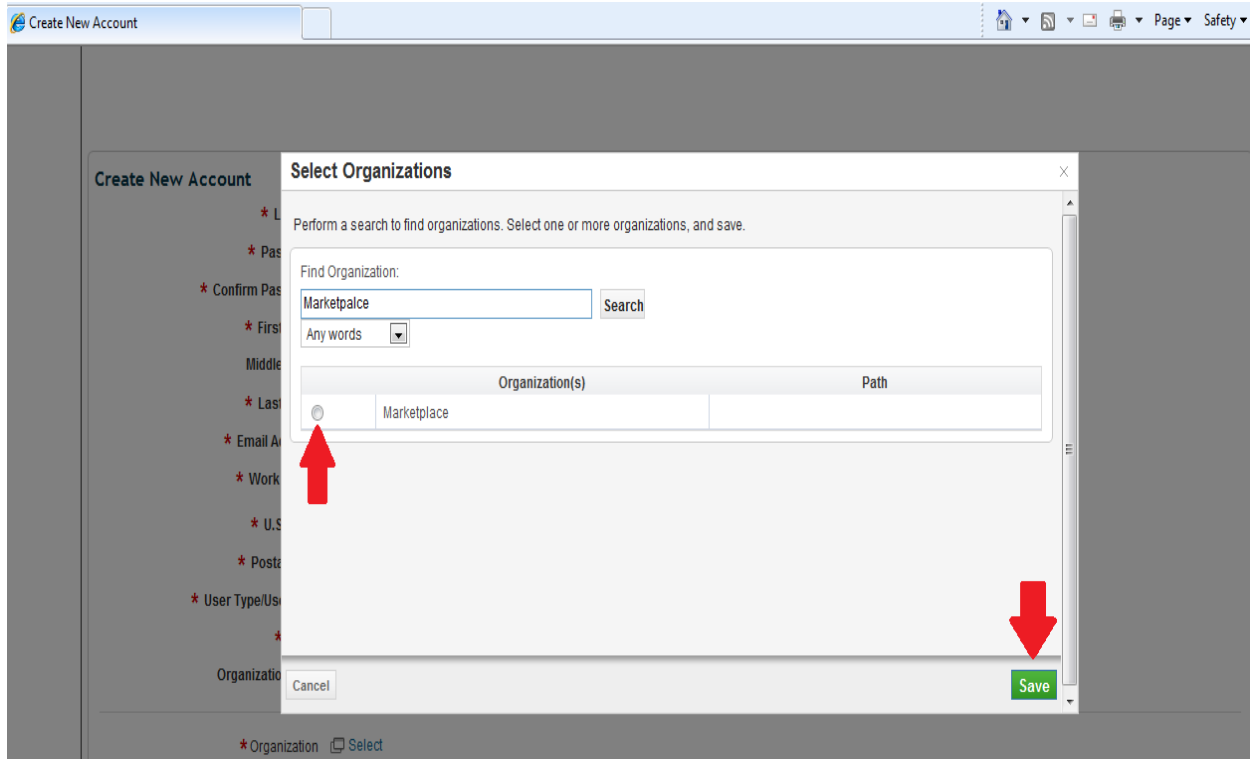 Create New Account
Page
Safety
Create New Account
Select Organizations
* L
Perform a search to find organizations. Select one or more organizations, and save.
* Pas
Find Organization:
* Confirm Pas
Marketpalce
Search
* First
Any words
Middle
Organization(s)
Path
* Last
Marketplace
* Email A
* Work
* U.S
* Posta
* User Type/Us
*
Organizatio
Cancel
Save
* Organization
Select